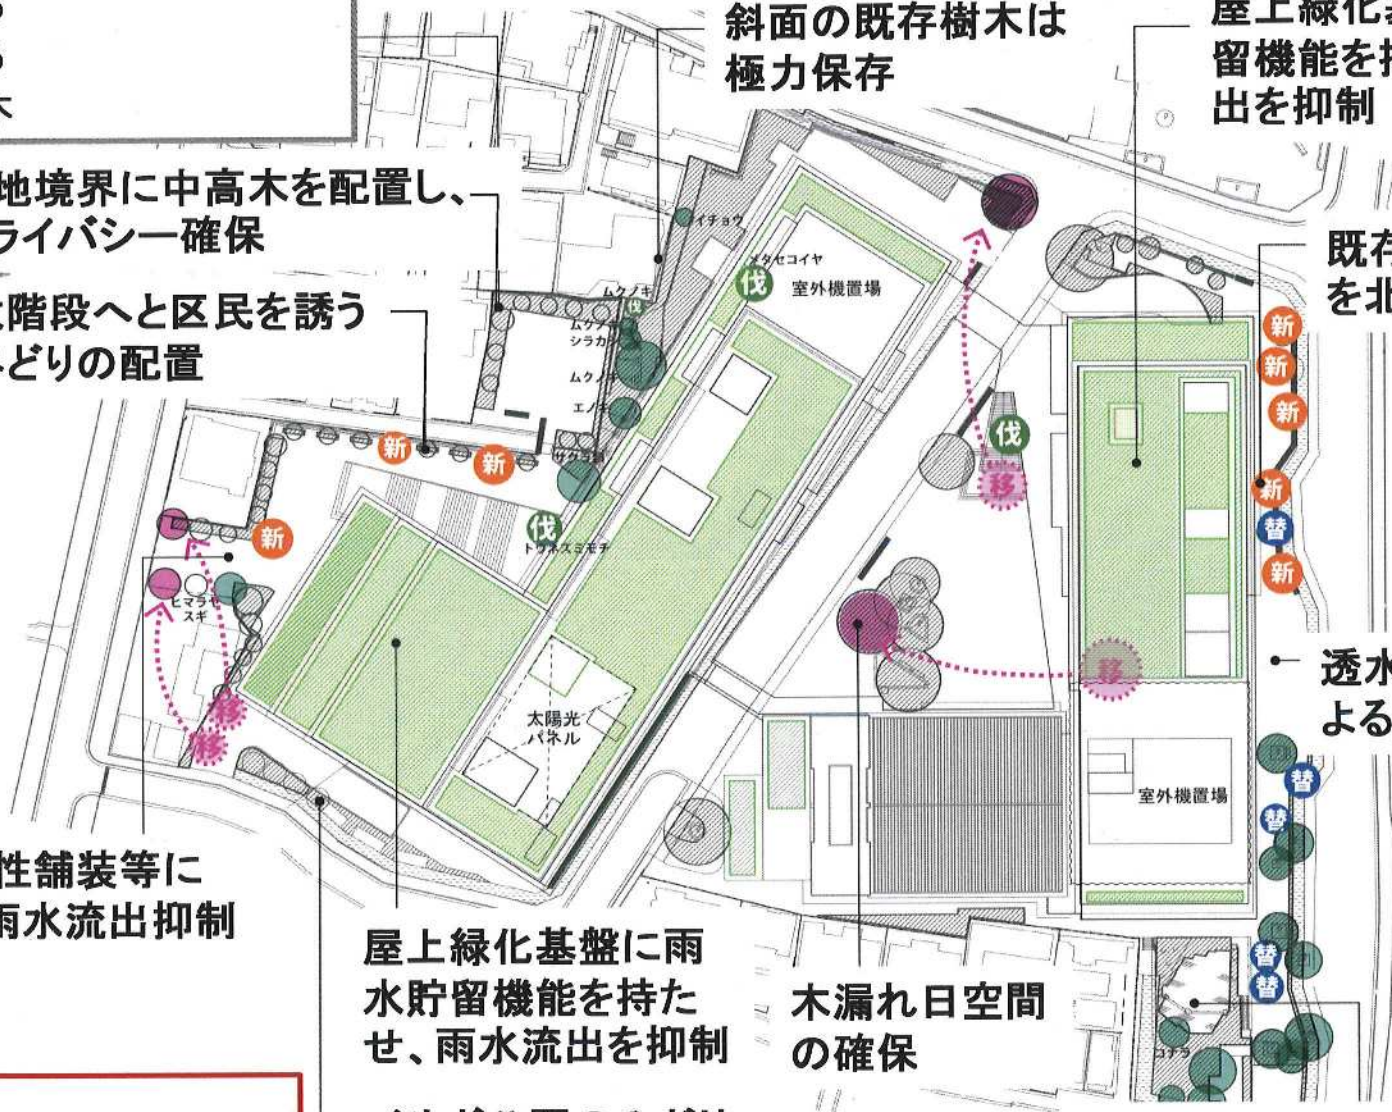 大
斜面の既存樹木は
極力保存
屋上緑化
留機能を
出を抑制
地境界に中高木を配置し、
ライバシー確保
階段へと区民を誘う
どりの配置
既存
を北
イチョウ
メタセコイヤ
伐
室外機置場
ムクノキ
伐
シラカシ
ムクノキ
エノキ
サクラ
新
新
新
新
新
伐
移
新
替
新
伐
トウネズミモチ
新
新
ヒマラヤ
スギ
移
移
移
太陽光
パネル
透水
よる
室外機置場
替
替
性舗装等に
雨水流出抑制
屋上緑化基盤に雨
水貯留機能を持た
せ、雨水流出を抑制
木漏れ日空間
の確保
替
替
コナラ